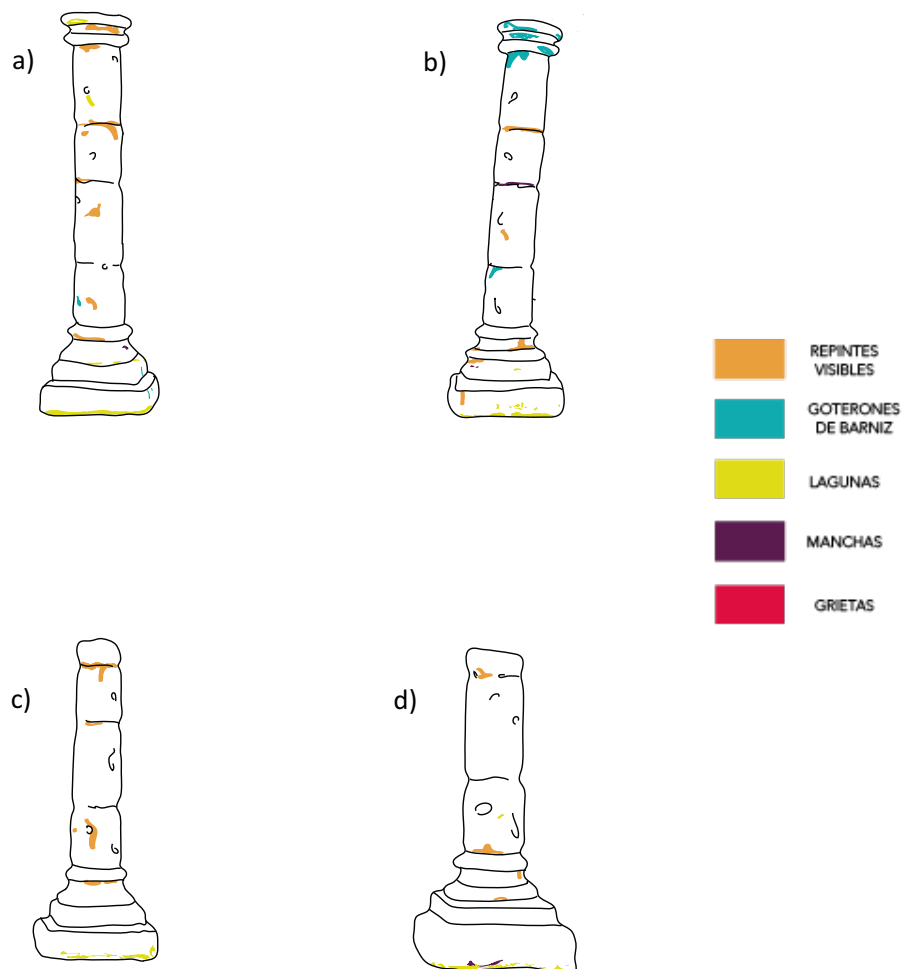 a)
b)
REPINTES
VISIBLES
GOTERONES
DE BARNIZ
LAGUNAS
MANCHAS
GRIETAS
c)
d)